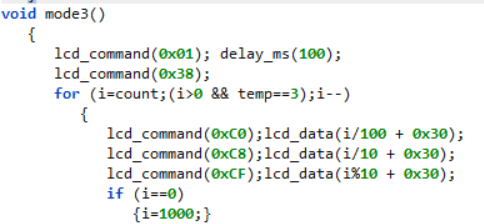 void mode3()
{
lcd_command(0x01); delay_ms(100);
lcd_command(0x38);
for (i=count;(i>0 && temp==3);i--)
{
lcd_command(0xC0);lcd_data(i/100 + 0x30);
lcd_command(0xC8);lcd_data(i/10 + 0x30);
lcd_command(0xCF);lcd_data(i%10 + 0x30);
if (i==0)
{i=1000;}